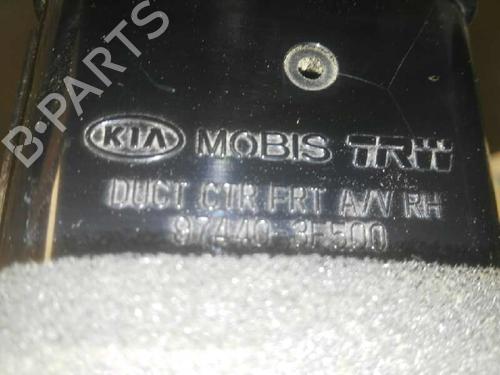 KIA MOBIS TRW
DUCT CTR FRT A/V RH
97440-3F500
B-PARTS